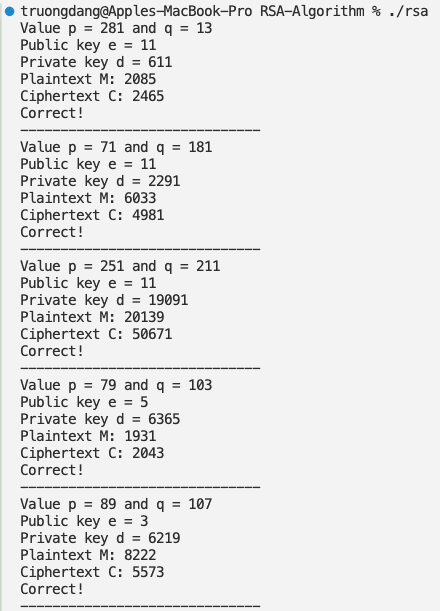 truongdang@Apples-MacBook-Pro RSA-Algorithm % ./rsa
Value p = 281 and q = 13
Public key e = 11
Private key d = 611
Plaintext M: 2085
Ciphertext C: 2465
Correct!
------------------------------
Value p = 71 and q = 181
Public key e = 11
Private key d = 2291
Plaintext M: 6033
Ciphertext C: 4981
Correct!
------------------------------
Value p = 251 and q = 211
Public key e = 11
Private key d = 19091
Plaintext M: 20139
Ciphertext C: 50671
Correct!
------------------------------
Value p = 79 and q = 103
Public key e = 5
Private key d = 6365
Plaintext M: 1931
Ciphertext C: 2043
Correct!
------------------------------
Value p = 89 and q = 107
Public key e = 3
Private key d = 6219
Plaintext M: 8222
Ciphertext C: 5573
Correct!
------------------------------